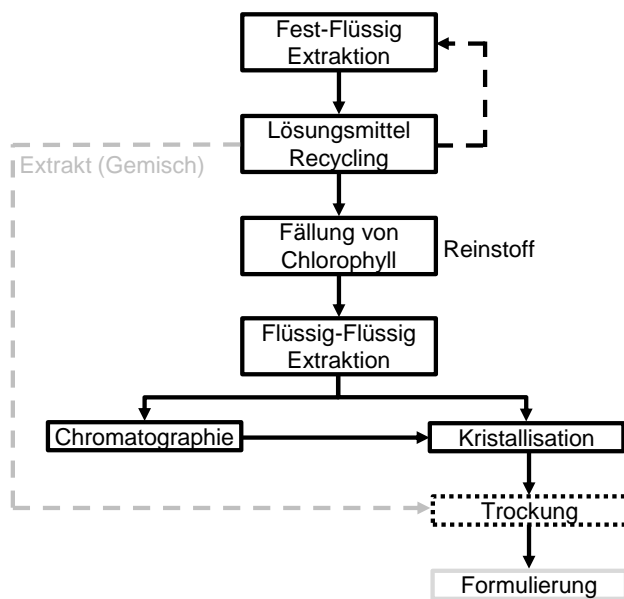 Fest-Flüssig
Extraktion
Lösungsmittel
Recycling
Extrakt (Gemisch)
Fällung von
Chlorophyll
Reinstoff
Flüssig-Flüssig
Extraktion
Chromatographie
Kristallisation
Trockung
Formulierung